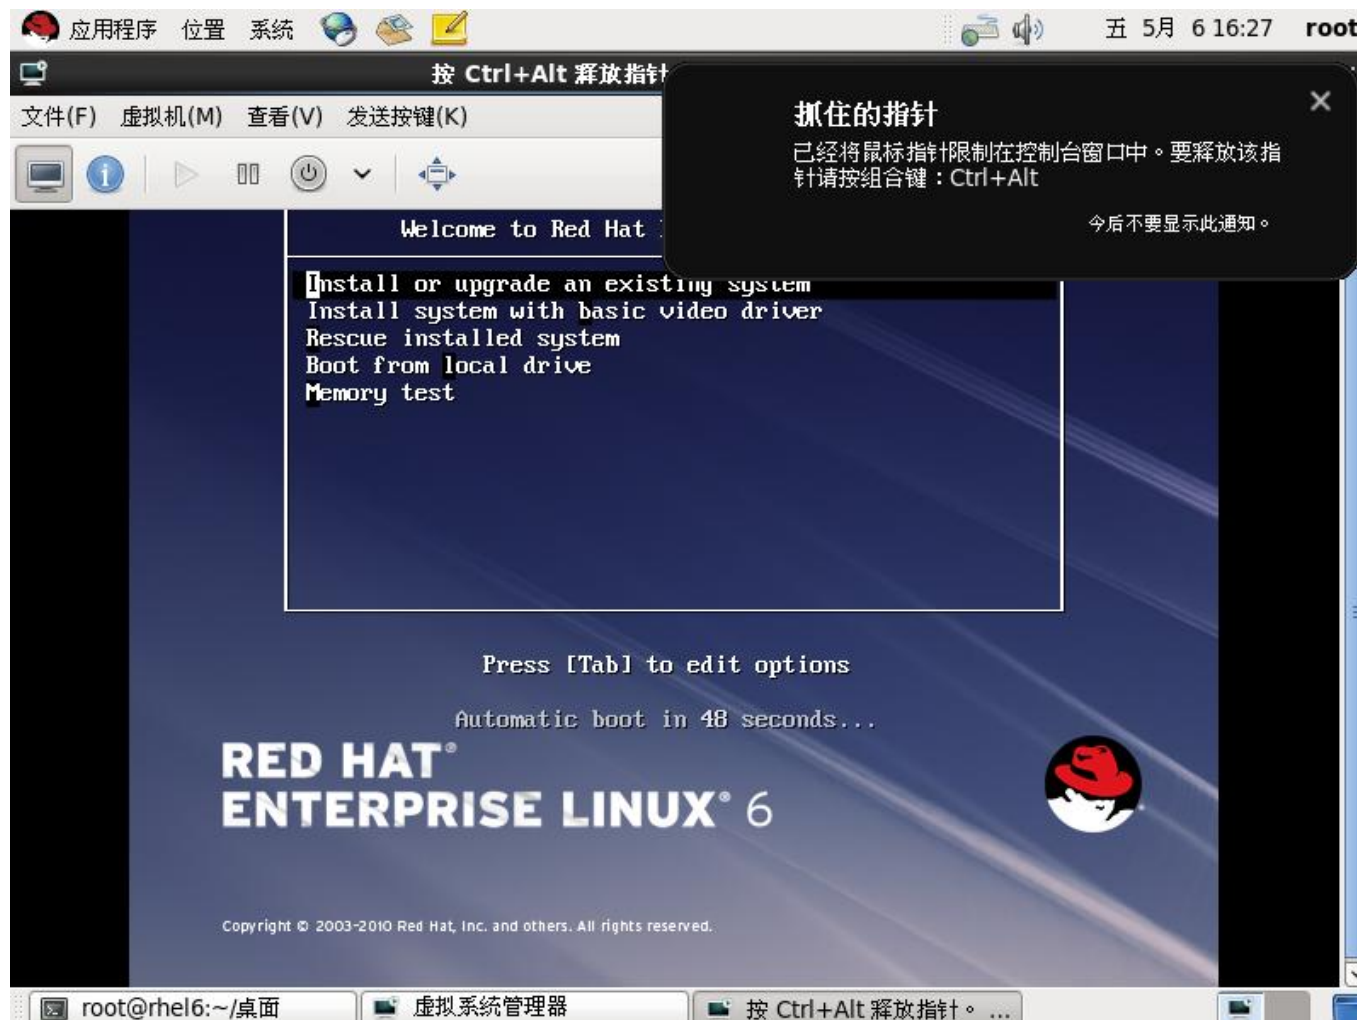 应用程序 位置 系统 五 5月 6 16:27 root
按 Ctrl+Alt 释放指针
文件(F) 虚拟机(M) 查看(V) 发送按键(K)
抓住的指针
已经将鼠标指针限制在控制台窗口中。要释放该指
针请按组合键：Ctrl+Alt
今后不要显示此通知。
Welcome to Red Hat
Install or upgrade an existing system
Install system with basic video driver
Rescue installed system
Boot from local drive
Memory test
Press [Tab] to edit options
Automatic boot in 48 seconds...
RED HAT®
ENTERPRISE LINUX® 6
Copyright © 2003-2010 Red Hat, Inc. and others. All rights reserved.
root@rhel6:~/桌面 虚拟系统管理器 按 Ctrl+Alt 释放指针。 ...